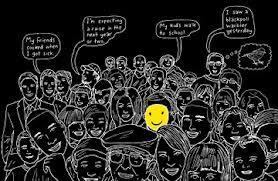 My friends
cooked when
I got sick.
I'm expecting
a raise in the
next year
or two.
My kids walk
to school.
I saw a
blackpoll
warbler
yesterday.